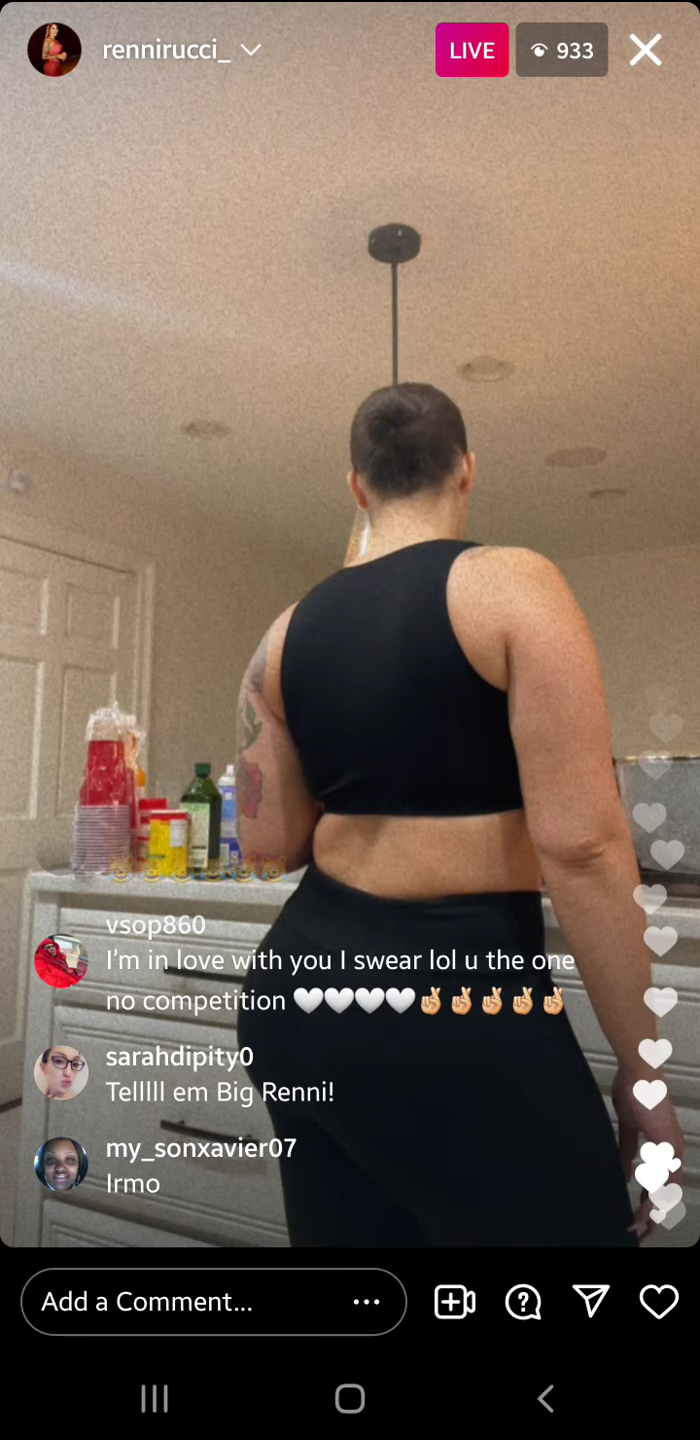 rennirucci_
LIVE
933
vsop860
I'm in love with you I swear lol u the one
no competition 🤍🤍🤍🤍✌🏼✌🏼✌🏼✌🏼✌🏼
sarahdipity0
Telllll em Big Renni!
my_sonxavier07
Irmo
Add a Comment...